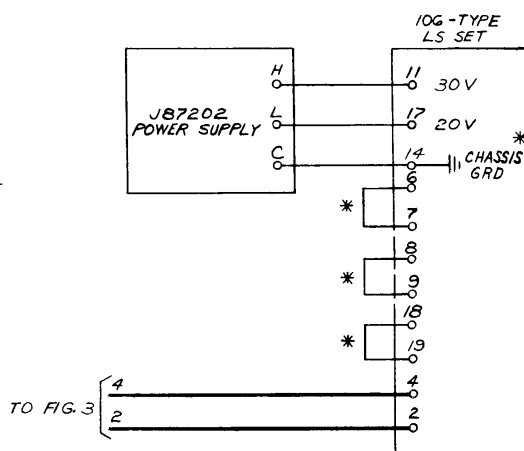 106-TYPE
LS SET
H 11 30V
J87202
POWER SUPPLY
L 17 20V
*
C 14 CHASSIS
GRD
6
* 7
8
* 9
18
* 19
TO FIG. 3
4 4
2 2